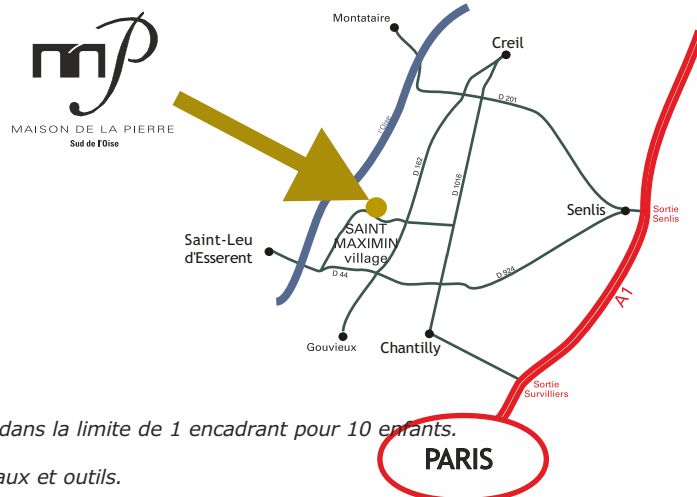 Montataire
Creil
MAISON DE LA PIERRE
Sud de l'Oise
D 201
l'Oise
D 162
D 1016
Senlis
Sortie
Senlis
SAINT
MAXIMIN
village
Saint-Leu
d'Esserent
D 44
D 924
A1
Gouvieux
Chantilly
Sortie
Survilliers
dans la limite de 1 encadrant pour 10 enfants.
PARIS
aux et outils.